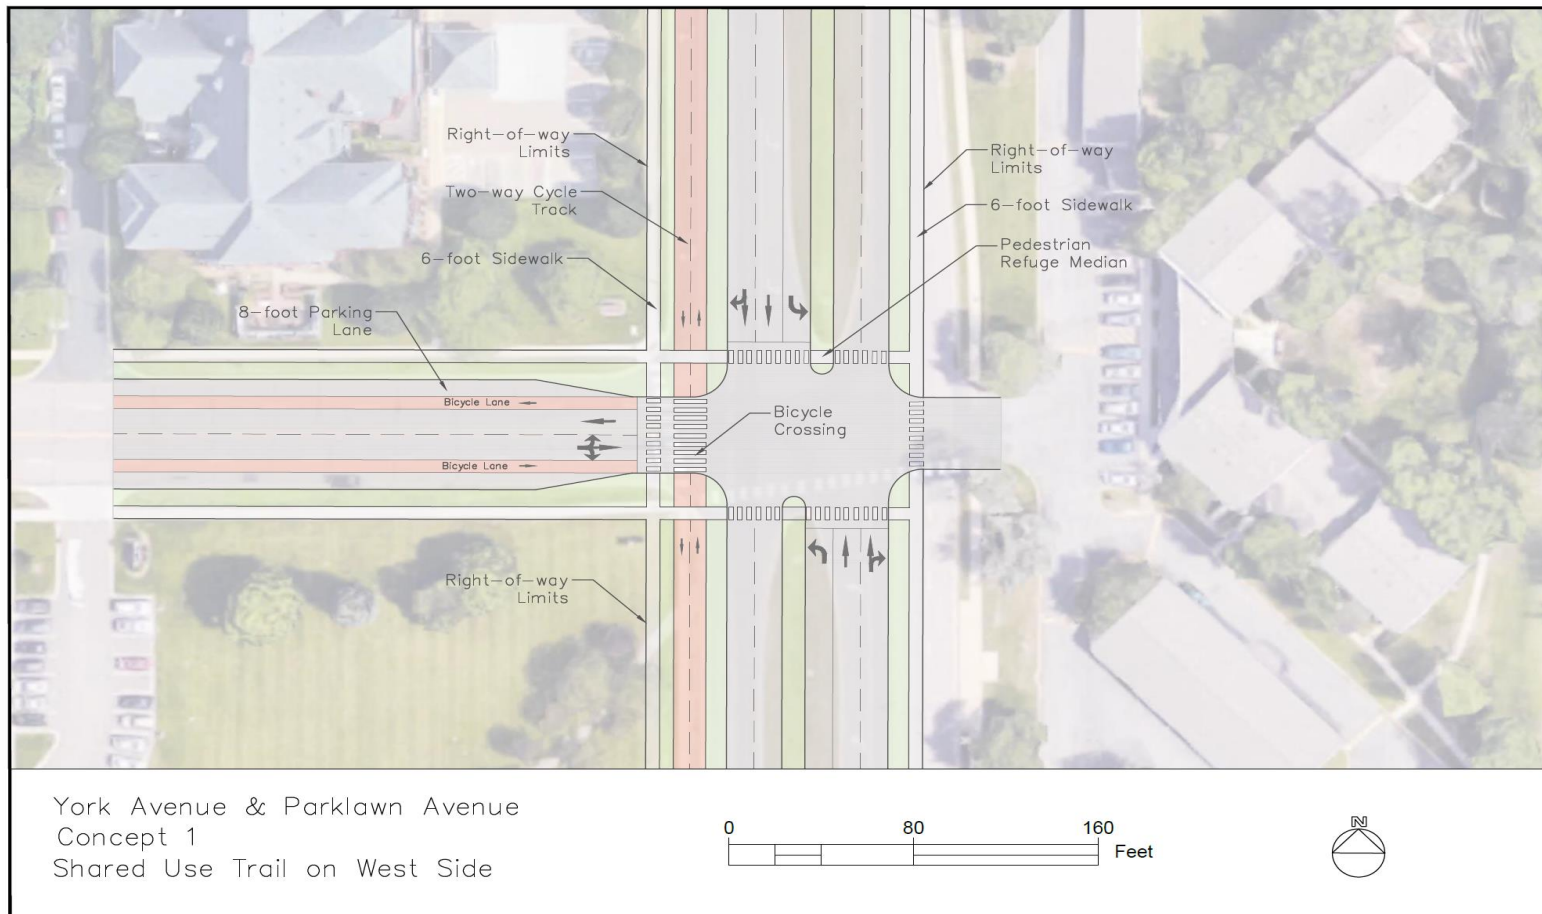 Right-of-way
Limits
Two-way Cycle
Track
6-foot Sidewalk
8-foot Parking
Lane
Right-of-way
Limits
6-foot Sidewalk
Pedestrian
Refuge Median
Bicycle Lane
Bicycle
Crossing
Bicycle Lane
Right-of-way
Limits
York Avenue & Parklawn Avenue
Concept 1
Shared Use Trail on West Side
0 80 160
Feet
N